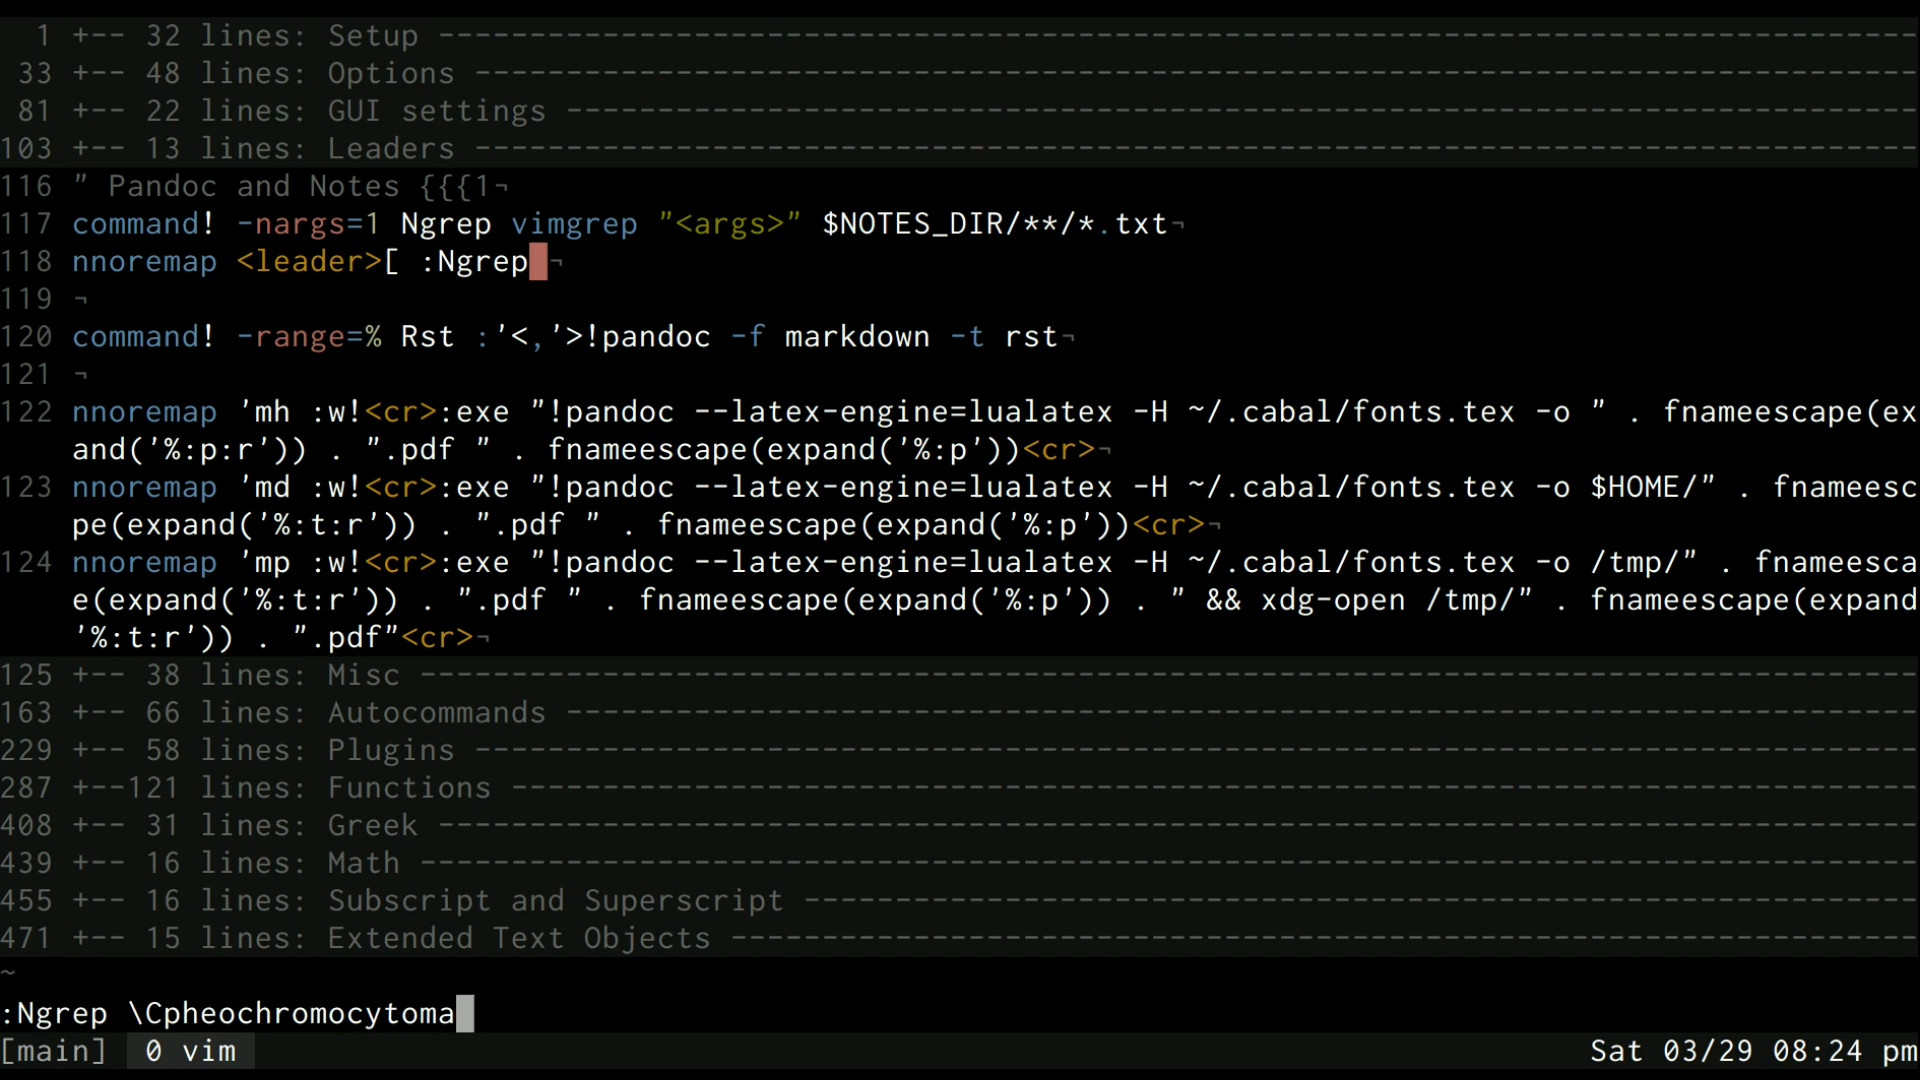 1 +-- 32 lines: Setup ---------------------------------------------------------------------------------
33 +-- 48 lines: Options -------------------------------------------------------------------------------
81 +-- 22 lines: GUI settings --------------------------------------------------------------------------
103 +-- 13 lines: Leaders -------------------------------------------------------------------------------
116 " Pandoc and Notes {{{1¬
117 command! -nargs=1 Ngrep vimgrep "<args>" $NOTES_DIR/**/*.txt¬
118 nnoremap <leader>[ :Ngrep ¬
119 ¬
120 command! -range=% Rst :'<,'>!pandoc -f markdown -t rst¬
121 ¬
122 nnoremap 'mh :w!<cr>:exe "!pandoc --latex-engine=lualatex -H ~/.cabal/fonts.tex -o " . fnameescape(ex
and('%:p:r')) . ".pdf " . fnameescape(expand('%:p'))<cr>¬
123 nnoremap 'md :w!<cr>:exe "!pandoc --latex-engine=lualatex -H ~/.cabal/fonts.tex -o $HOME/" . fnameesc
pe(expand('%:t:r')) . ".pdf " . fnameescape(expand('%:p'))<cr>¬
124 nnoremap 'mp :w!<cr>:exe "!pandoc --latex-engine=lualatex -H ~/.cabal/fonts.tex -o /tmp/" . fnameesca
e(expand('%:t:r')) . ".pdf " . fnameescape(expand('%:p')) . " && xdg-open /tmp/" . fnameescape(expand
'%:t:r')) . ".pdf"<cr>¬
125 +-- 38 lines: Misc ----------------------------------------------------------------------------------
163 +-- 66 lines: Autocommands --------------------------------------------------------------------------
229 +-- 58 lines: Plugins -------------------------------------------------------------------------------
287 +--121 lines: Functions -----------------------------------------------------------------------------
408 +-- 31 lines: Greek ---------------------------------------------------------------------------------
439 +-- 16 lines: Math ----------------------------------------------------------------------------------
455 +-- 16 lines: Subscript and Superscript -------------------------------------------------------------
471 +-- 15 lines: Extended Text Objects -----------------------------------------------------------------
~
:Ngrep \Cpheochromocytoma
[main] 0 vim Sat 03/29 08:24 pm